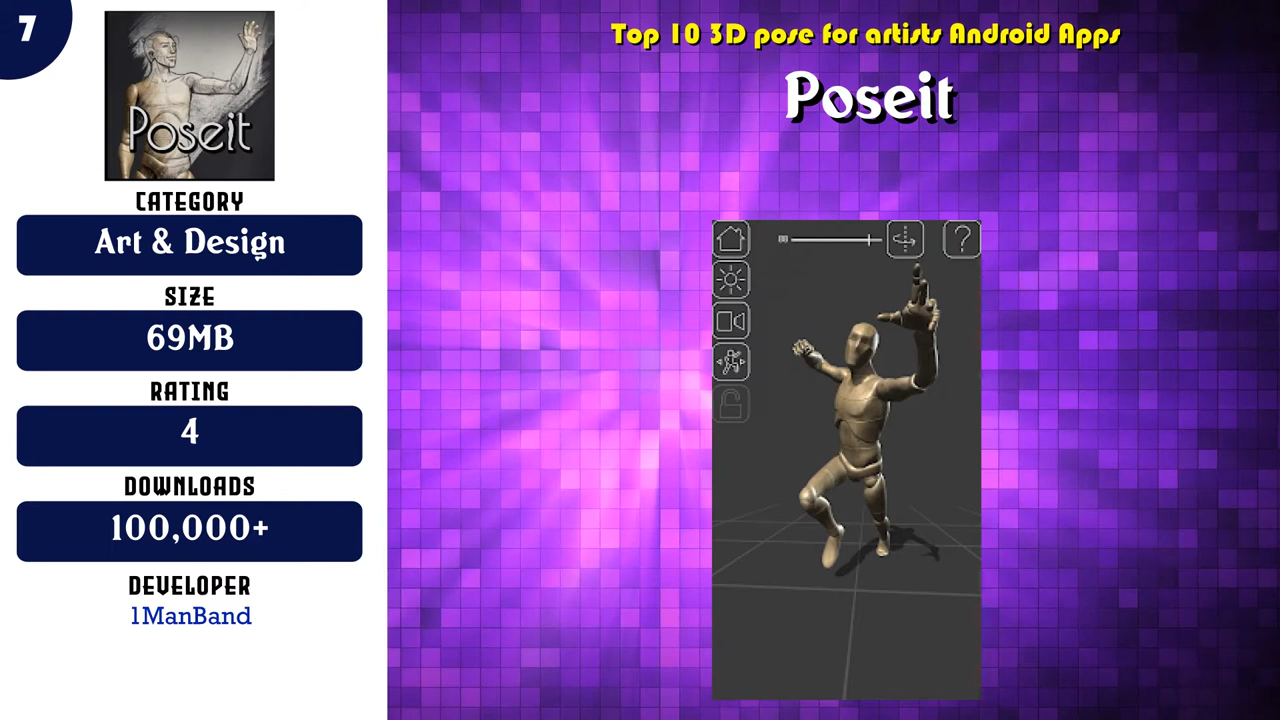 7
Poseit
CATEGORY
Art & Design
SIZE
69MB
RATING
4
DOWNLOADS
100,000+
DEVELOPER
1ManBand
Top 10 3D pose for artists Android Apps
Poseit
?